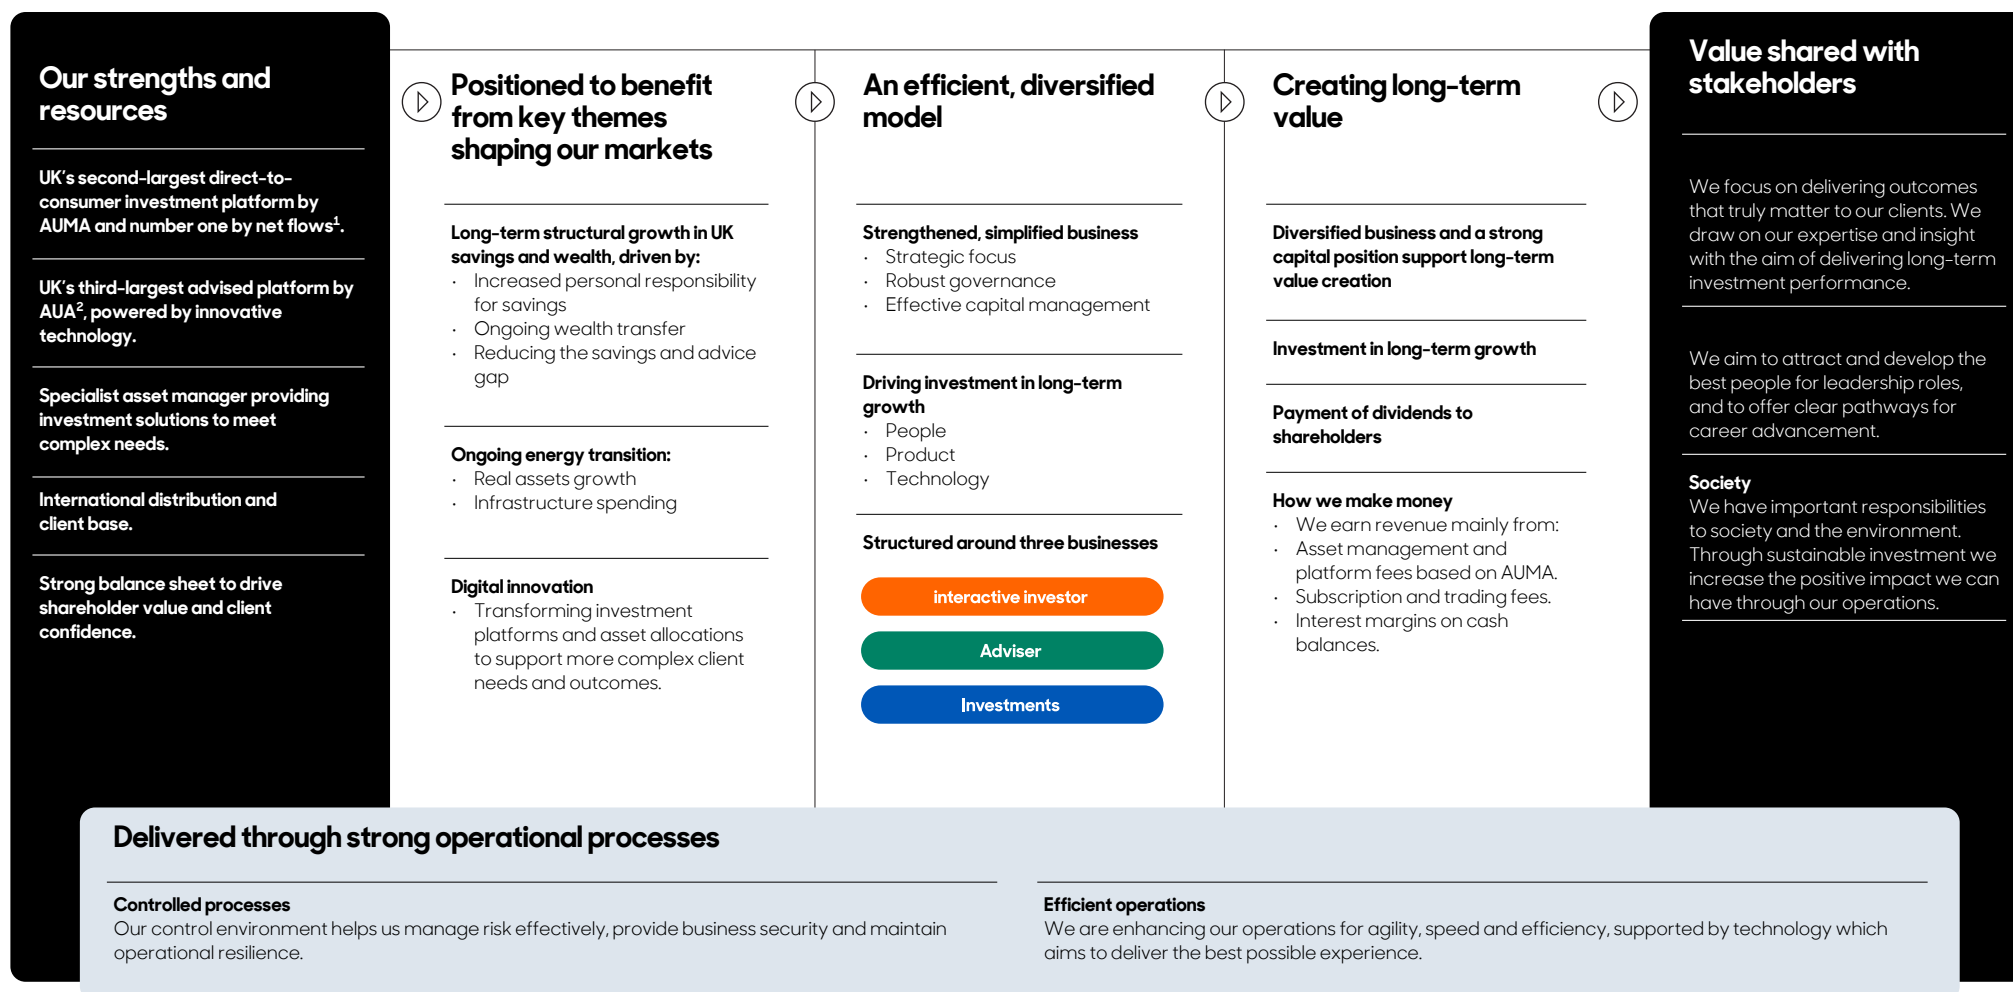 Our strengths and
resources
UK's second-largest direct-to-
consumer investment platform by
AUMA and number one by net flows¹.
UK's third-largest advised platform by
AUA², powered by innovative
technology.
Specialist asset manager providing
investment solutions to meet
complex needs.
International distribution and
client base.
Strong balance sheet to drive
shareholder value and client
confidence.
Positioned to benefit
from key themes
shaping our markets
Long-term structural growth in UK
savings and wealth, driven by:
· Increased personal responsibility
for savings
· Ongoing wealth transfer
· Reducing the savings and advice
gap
Ongoing energy transition:
· Real assets growth
· Infrastructure spending
Digital innovation
· Transforming investment
platforms and asset allocations
to support more complex client
needs and outcomes.
An efficient, diversified
model
Strengthened, simplified business
· Strategic focus
· Robust governance
· Effective capital management
Driving investment in long-term
growth
· People
· Product
· Technology
Structured around three businesses
interactive investor
Adviser
Investments
Creating long-term
value
Diversified business and a strong
capital position support long-term
value creation
Investment in long-term growth
Payment of dividends to
shareholders
How we make money
· We earn revenue mainly from:
· Asset management and
platform fees based on AUMA.
· Subscription and trading fees.
· Interest margins on cash
balances.
Value shared with
stakeholders
We focus on delivering outcomes
that truly matter to our clients. We
draw on our expertise and insight
with the aim of delivering long-term
investment performance.
We aim to attract and develop the
best people for leadership roles,
and to offer clear pathways for
career advancement.
Society
We have important responsibilities
to society and the environment.
Through sustainable investment we
increase the positive impact we can
have through our operations.
Delivered through strong operational processes
Controlled processes
Our control environment helps us manage risk effectively, provide business security and maintain
operational resilience.
Efficient operations
We are enhancing our operations for agility, speed and efficiency, supported by technology which
aims to deliver the best possible experience.